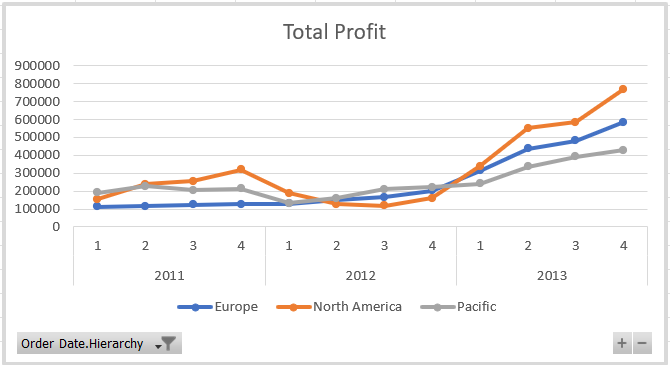 Total Profit
900000
800000
700000
600000
500000
400000
300000
200000
100000
0
1 2 3 4 1 2 3 4 1 2 3 4
2011 2012 2013
Europe North America Pacific
Order Date.Hierarchy + −